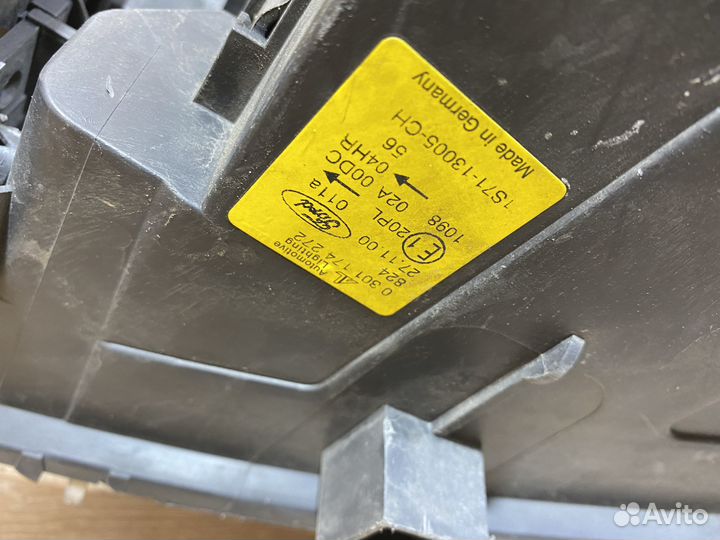 AL Automotive
Lighting
0 301 174 272
824
27.11.00
Ford
E1
20PL
1098
011a
02A 00DC
04HR
56
1S71-13005-CH
Made in Germany
Avito